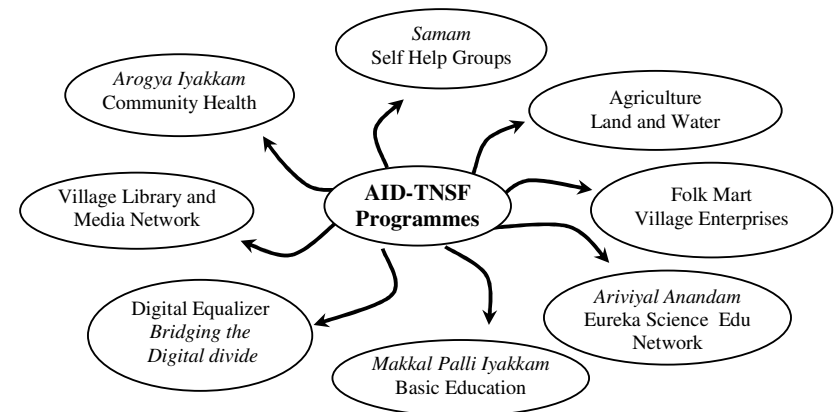 Samam
Self Help Groups
Arogya Iyakkam
Community Health
Agriculture
Land and Water
AID-TNSF
Programmes
Village Library and
Media Network
Folk Mart
Village Enterprises
Digital Equalizer
Bridging the
Digital divide
Ariviyal Anandam
Eureka Science Edu
Network
Makkal Palli Iyakkam
Basic Education